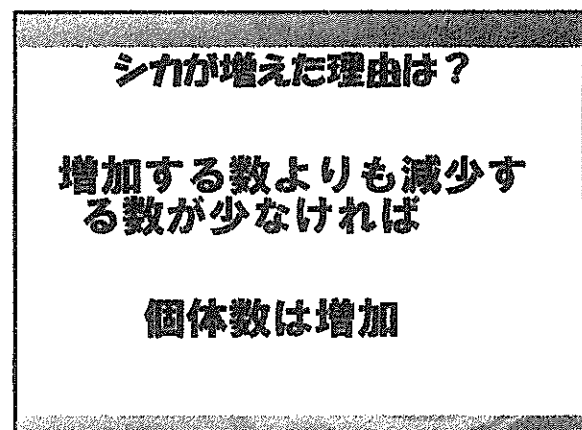 シカが増えた理由は？
増加する数よりも減少す
る数が少なければ
個体数は増加